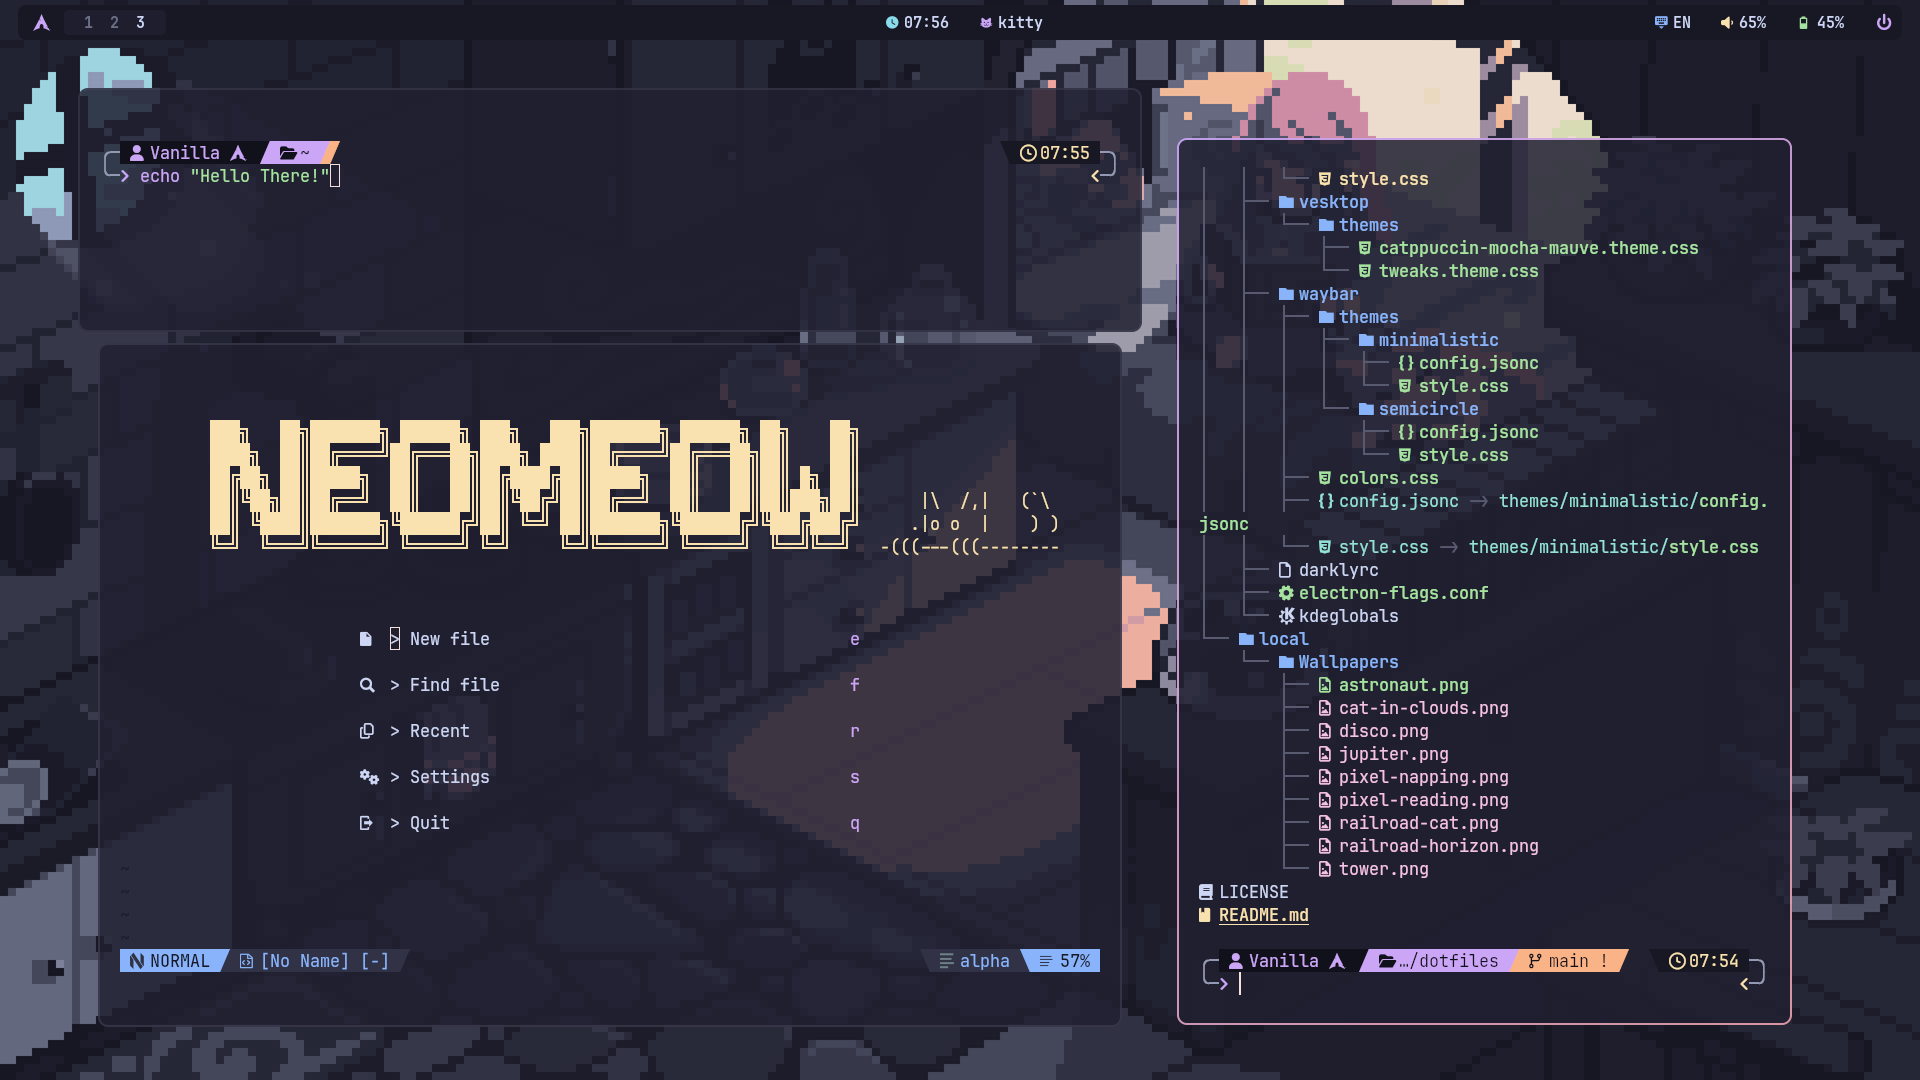 1 2 3
07:56 kitty
EN 65% 45%
Vanilla ~ 07:55
echo "Hello There!"
NEOMEOW
|\ /,| (`\
.|o o | ) )
-(((---(((--------
> New file e
> Find file f
> Recent r
> Settings s
> Quit q
~
~
~
~
NORMAL [No Name] [-] alpha 57%
style.css
vesktop
themes
catppuccin-mocha-mauve.theme.css
tweaks.theme.css
waybar
themes
minimalistic
{} config.jsonc
style.css
semicircle
{} config.jsonc
style.css
colors.css
{} config.jsonc → themes/minimalistic/config.
jsonc
style.css → themes/minimalistic/style.css
darklyrc
electron-flags.conf
kdeglobals
local
Wallpapers
astronaut.png
cat-in-clouds.png
disco.png
jupiter.png
pixel-napping.png
pixel-reading.png
railroad-cat.png
railroad-horizon.png
tower.png
LICENSE
README.md
Vanilla …/dotfiles main ! 07:54